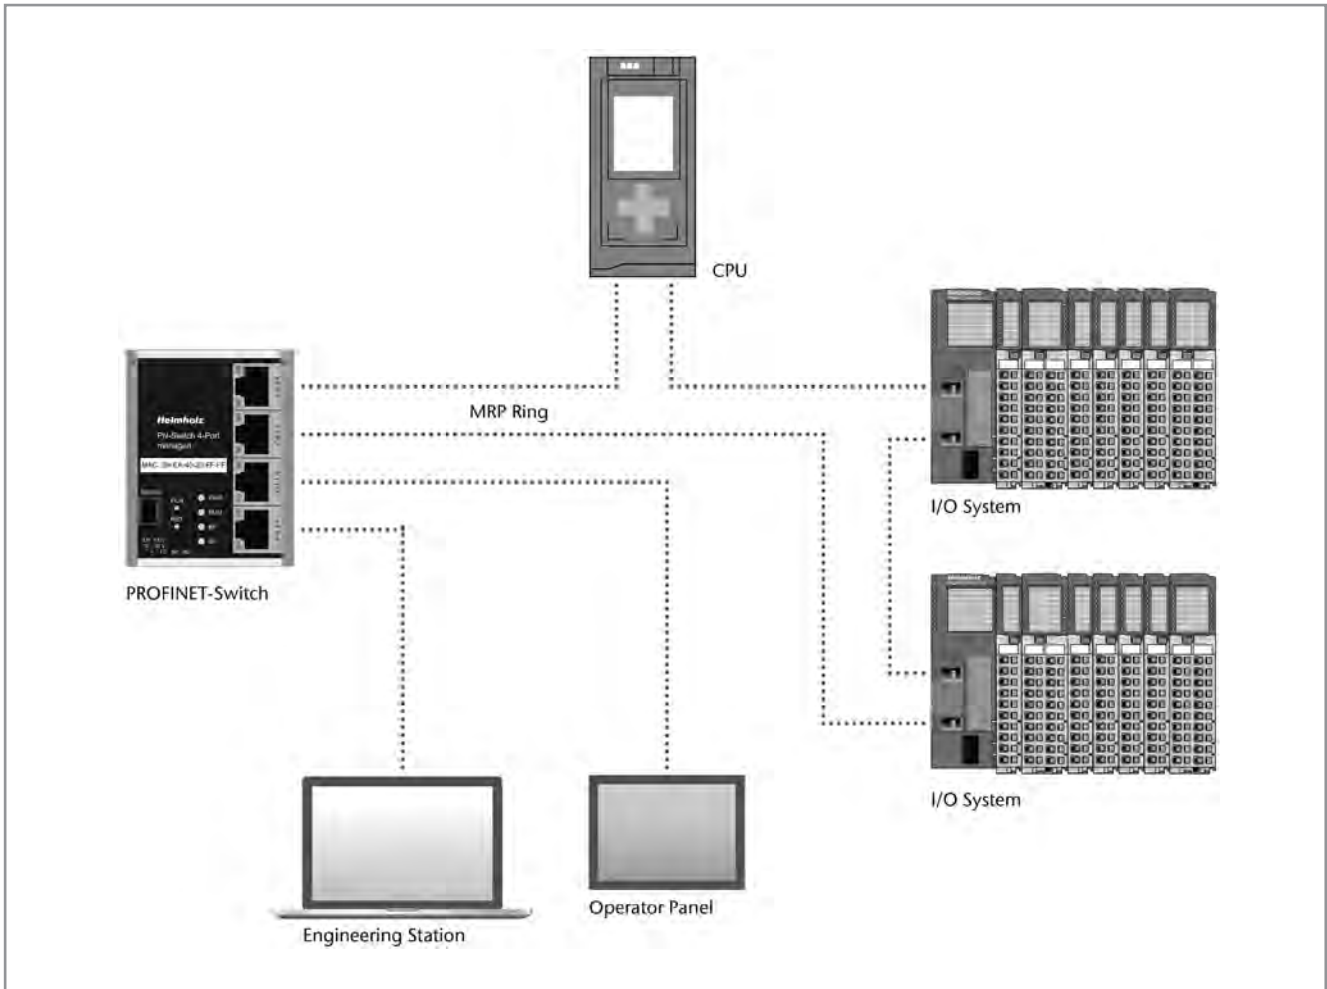 CPU
MRP Ring
Helmholz
PN-Switch 4-Port
managed
PROFINET-Switch
I/O System
I/O System
Operator Panel
Engineering Station